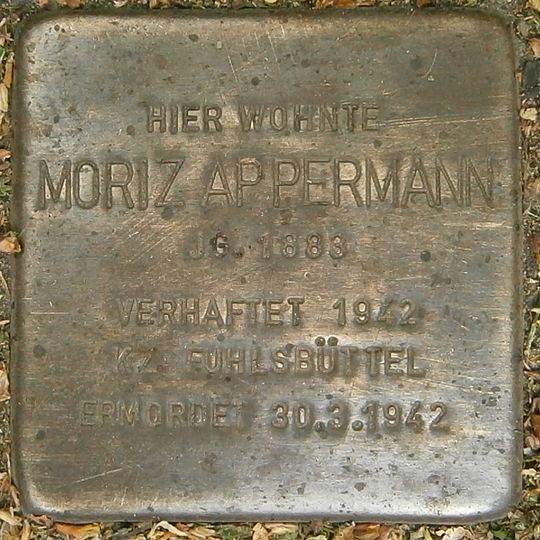 HIER WOHNTE
MORIZ APPERMANN
JG. 1883
VERHAFTET 1942
KZ FUHLSBÜTTEL
ERMORDET 30.3.1942